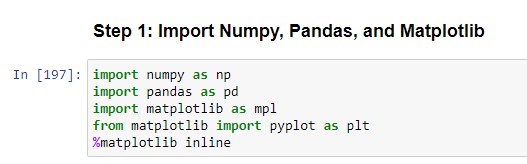 Step 1: Import Numpy, Pandas, and Matplotlib
In [197]: import numpy as np
import pandas as pd
import matplotlib as mpl
from matplotlib import pyplot as plt
%matplotlib inline